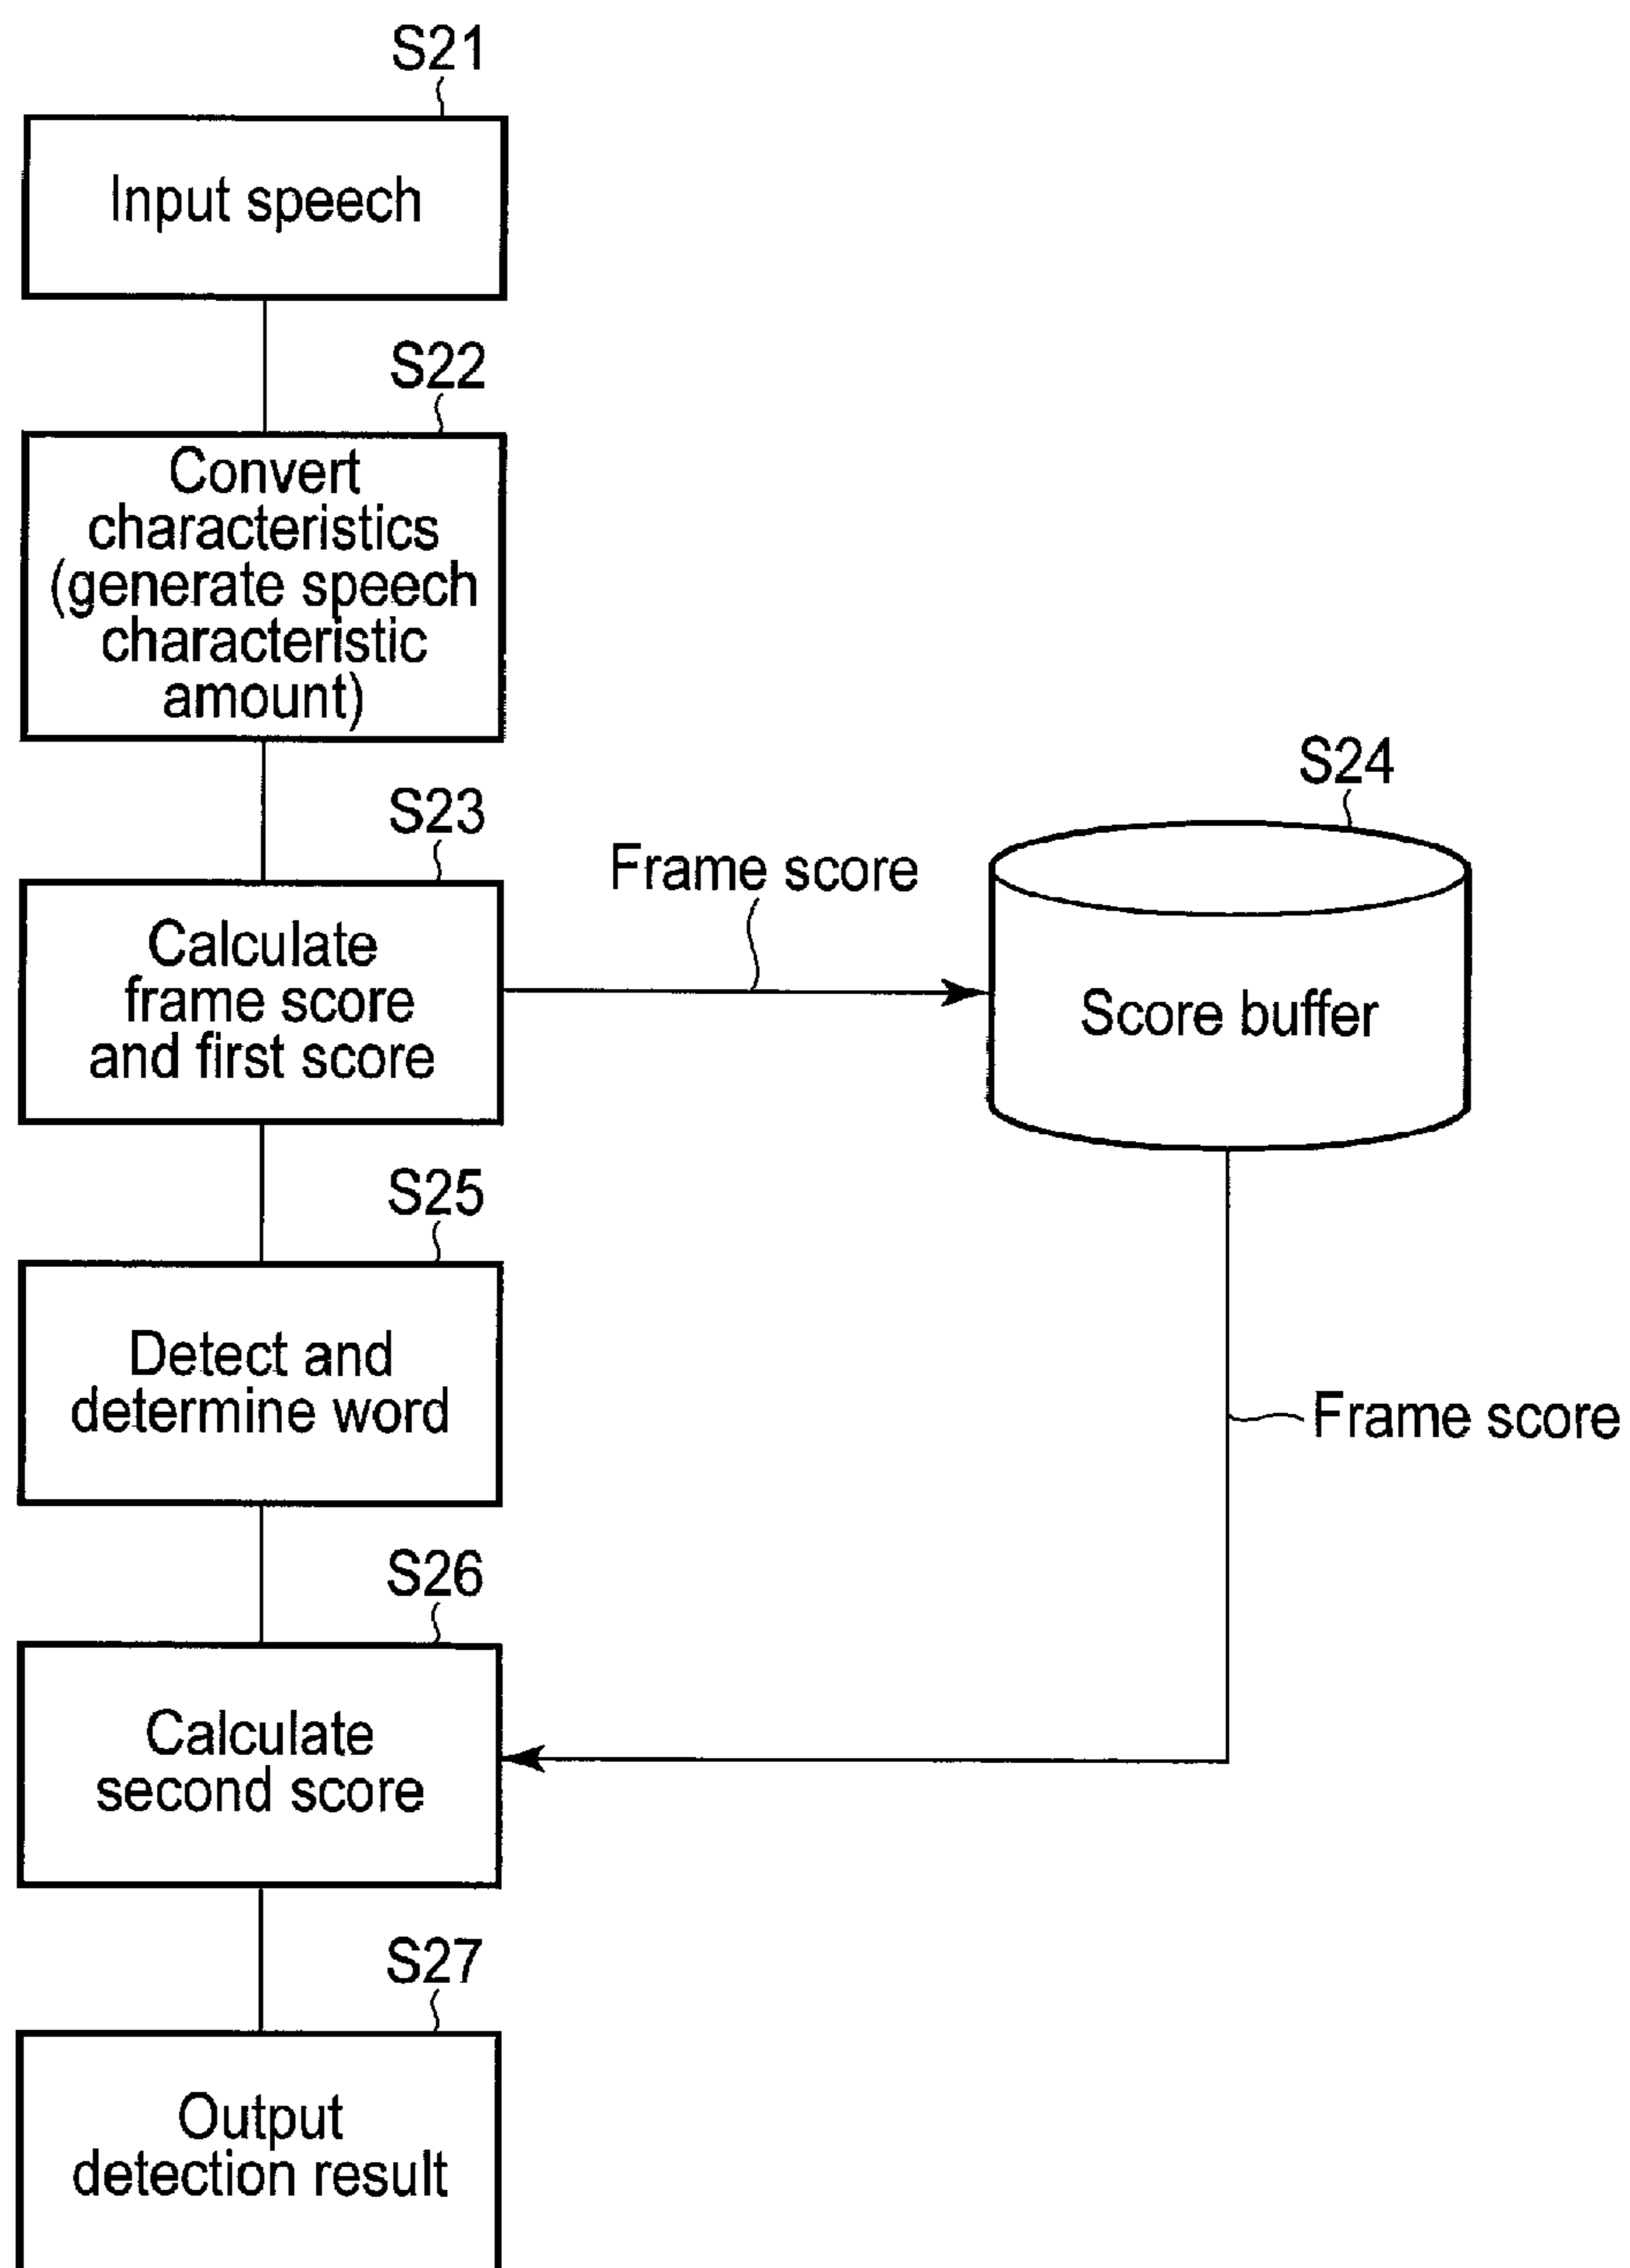 S21
Input speech
S22
Convert
characteristics
(generate speech
characteristic
amount)
S23
Calculate
frame score
and first score
Frame score
S24
Score buffer
S25
Detect and
determine word
Frame score
S26
Calculate
second score
S27
Output
detection result